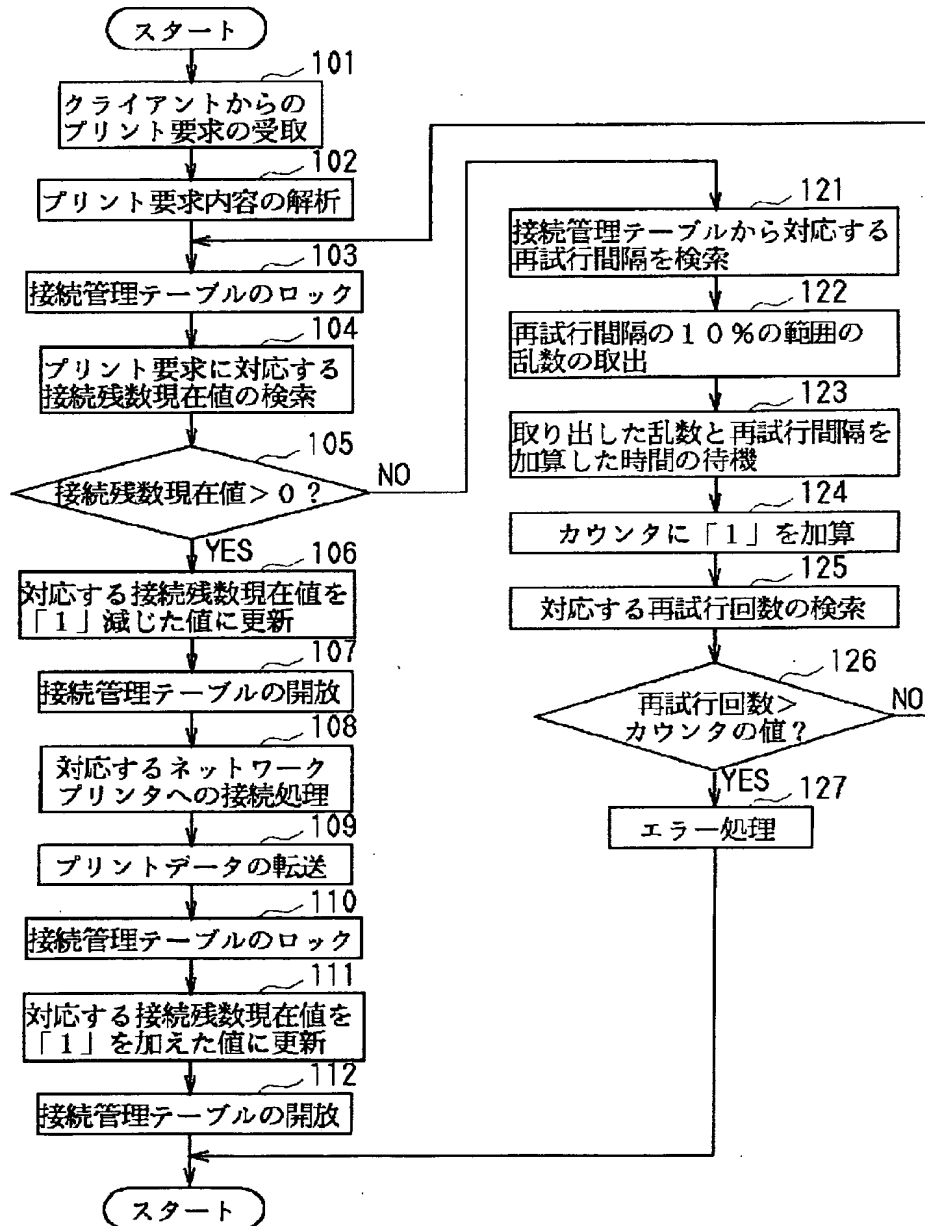 スタート
101
クライアントからの
プリント要求の受取
102
プリント要求内容の解析
103
接続管理テーブルのロック
104
プリント要求に対応する
接続残数現在値の検索
105
接続残数現在値＞０？
NO
YES
106
対応する接続残数現在値を
「１」減じた値に更新
107
接続管理テーブルの開放
108
対応するネットワーク
プリンタへの接続処理
109
プリントデータの転送
110
接続管理テーブルのロック
111
対応する接続残数現在値を
「１」を加えた値に更新
112
接続管理テーブルの開放
スタート
121
接続管理テーブルから対応する
再試行間隔を検索
122
再試行間隔の１０％の範囲の
乱数の取出
123
取り出した乱数と再試行間隔を
加算した時間の待機
124
カウンタに「１」を加算
125
対応する再試行回数の検索
126
再試行回数＞
カウンタの値？
NO
YES
127
エラー処理